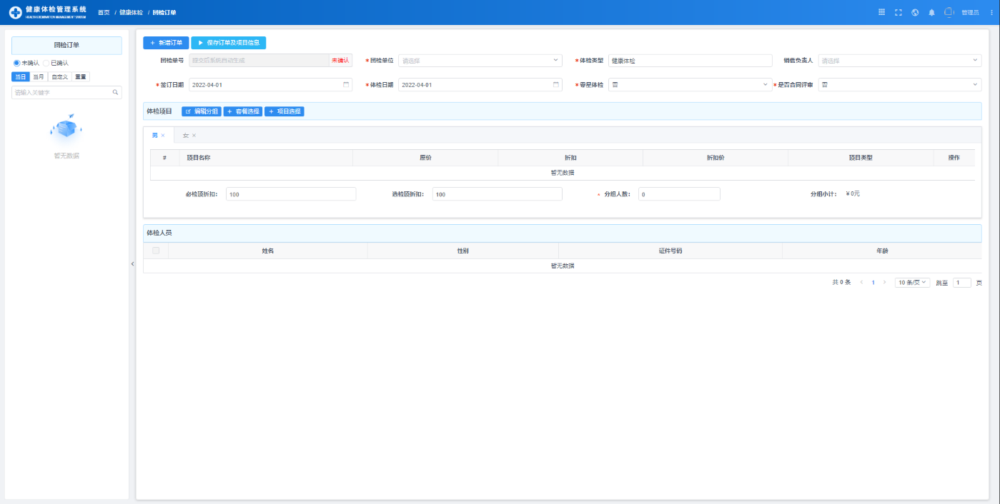 健康体检管理系统 首页 / 健康体检 / 团检订单 管理员
HEALTH EXAMINATION MANAGEMENT SYSTEM
团检订单
未确认 已确认
当日 当月 自定义 重置
请输入关键字
暂无数据
+ 新增订单 保存订单及项目信息
团检单号 提交后系统自动生成 未确认 *团检单位 请选择 *体检类型 健康体检 销售负责人 请选择
*签订日期 2022-04-01 *体检日期 2022-04-01 *零星体检 否 *是否合同评审 否
体检项目 编辑分组 + 套餐选择 + 项目选择
男 × 女 ×
# 项目名称 原价 折扣 折扣价 项目类型 操作
暂无数据
必检项折扣: 100 选检项折扣: 100 * 分组人数: 0 分组小计: ¥0元
体检人员
姓名 性别 证件号码 年龄
暂无数据
共 0 条 < 1 > 10 条/页 跳至 1 页